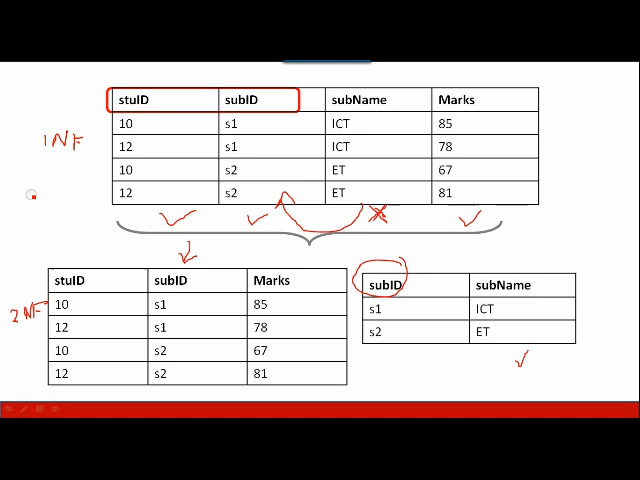 stuID subID subName Marks
10 s1 ICT 85
1NF
12 s1 ICT 78
10 s2 ET 67
12 s2 ET 81
stuID subID Marks
subID subName
2NF
10 s1 85
s1 ICT
12 s1 78
s2 ET
10 s2 67
12 s2 81